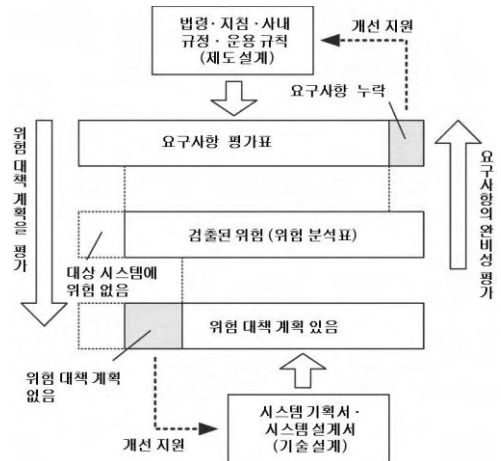 법령 · 지침 · 사내
규정 · 운용 규칙
(제도설계)
개선 지원
요구사항 누락
요구사항 평가표
위험 대책 계획을 평가
요구사항의 완비성 평가
검출된 위험 (위험 분석표)
대상 시스템에
위험 없음
위험 대책 계획 있음
위험 대책 계획
없음
시스템 기획서 ·
시스템 설계서
(기술설계)
개선 지원